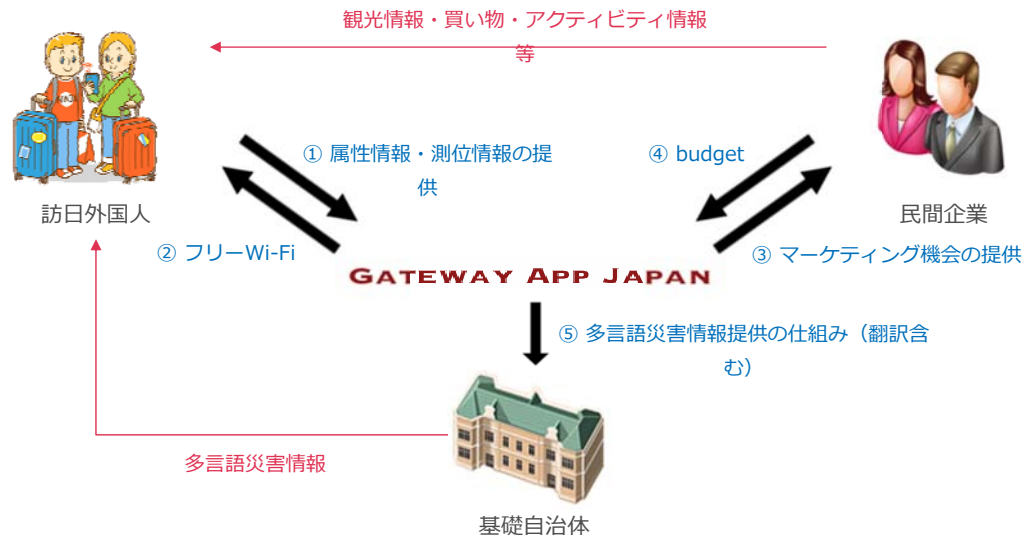 観光情報・買い物・アクティビティ情報
等
① 属性情報・測位情報の提
供
④ budget
訪日外国人
民間企業
② フリーWi-Fi
③ マーケティング機会の提供
GATEWAY APP JAPAN
⑤ 多言語災害情報提供の仕組み（翻訳含
む）
多言語災害情報
基礎自治体